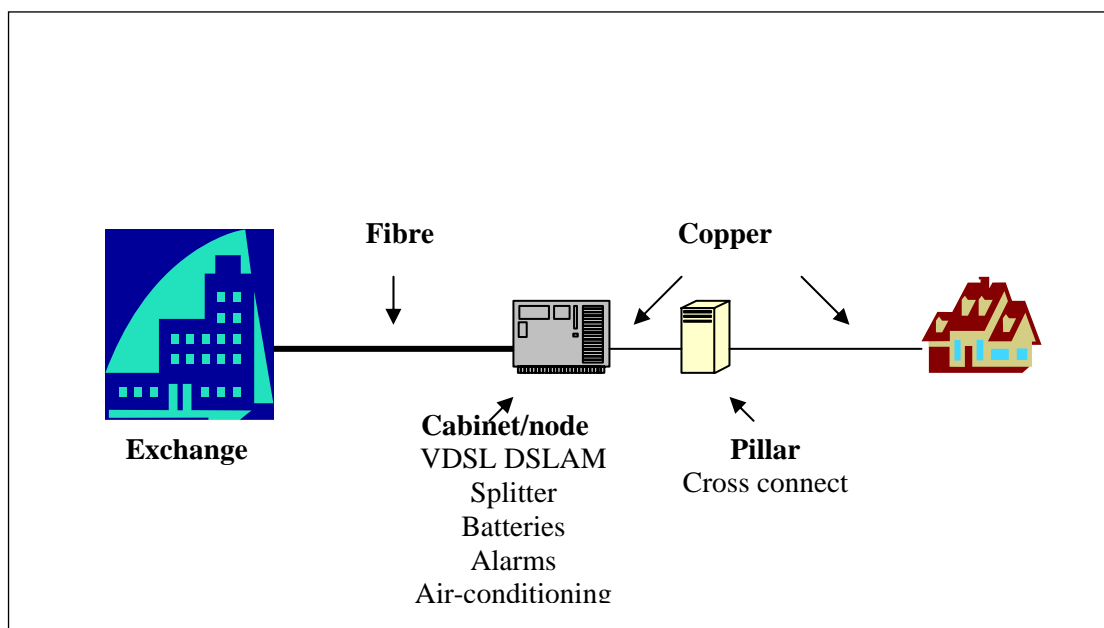 Fibre
Copper
Exchange
Cabinet/node
VDSL DSLAM
Splitter
Batteries
Alarms
Air-conditioning
Pillar
Cross connect